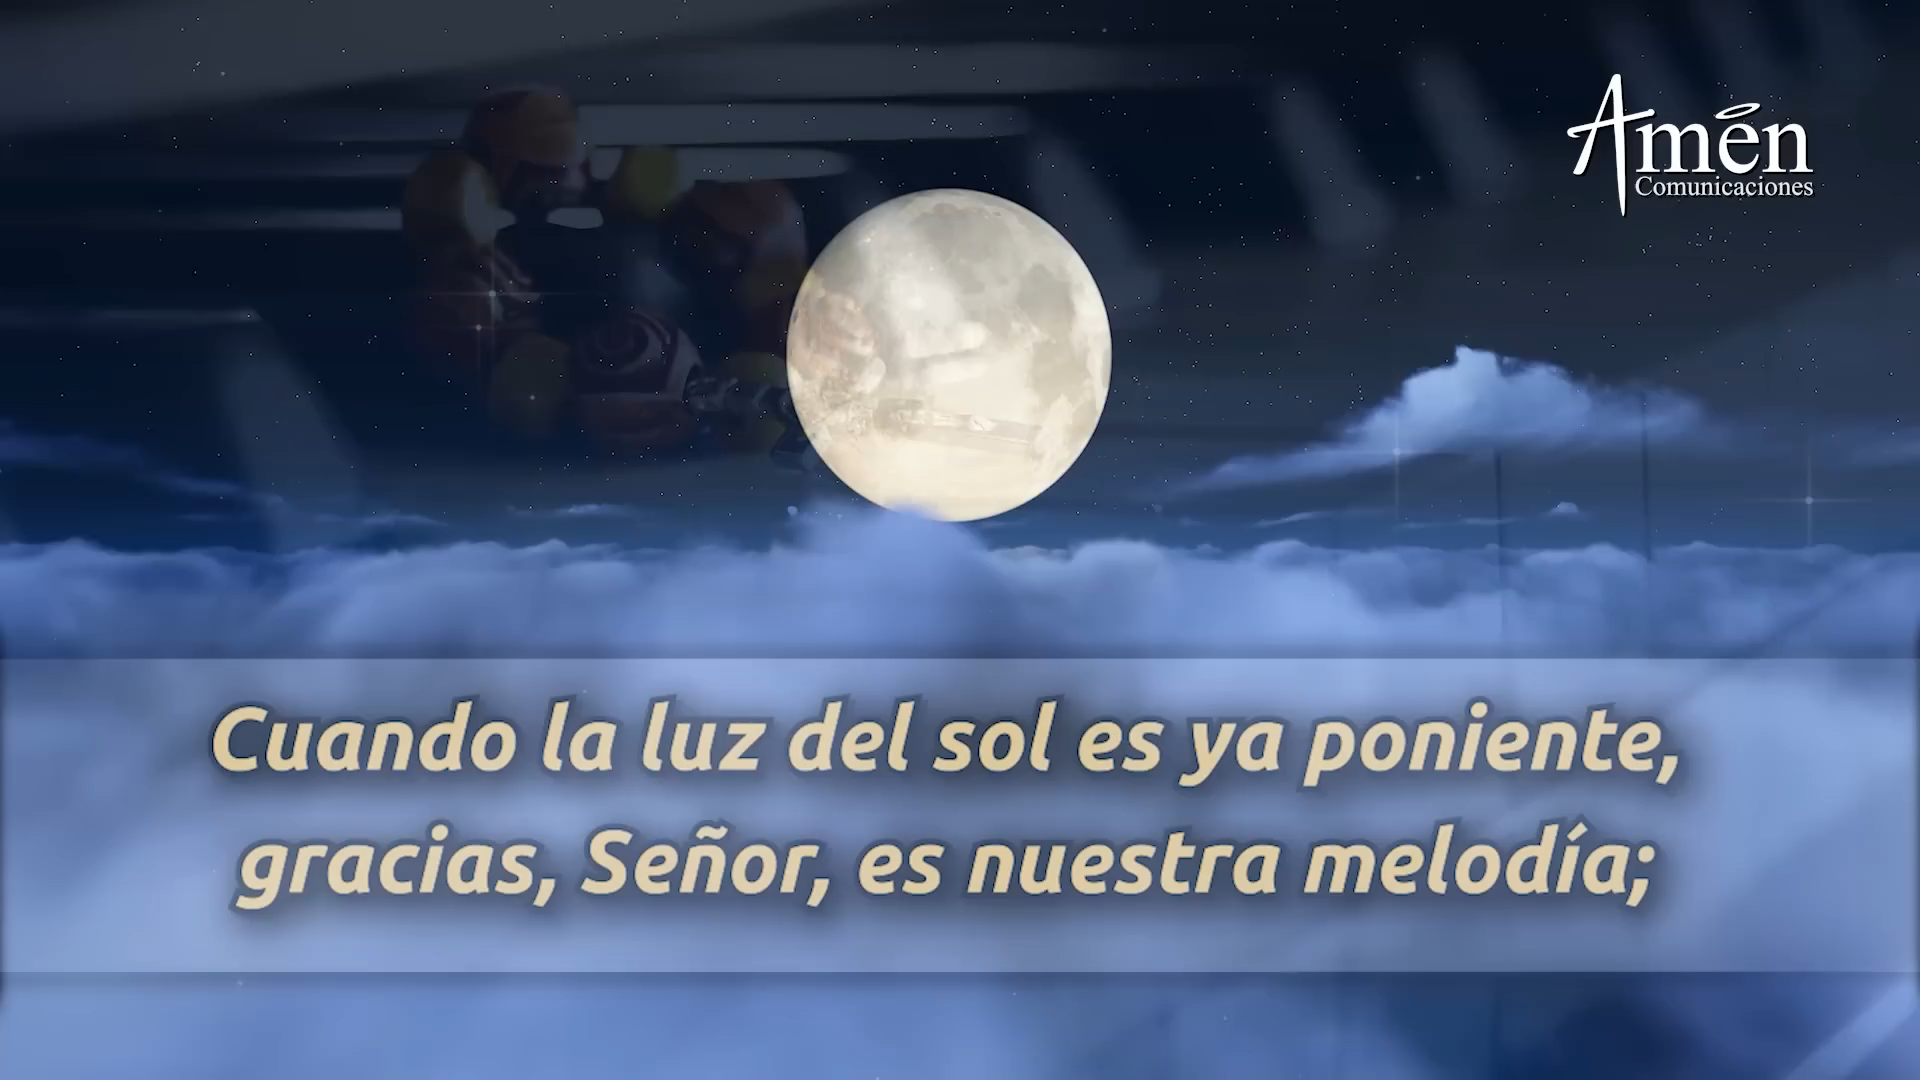 Amén
Comunicaciones
Cuando la luz del sol es ya poniente,
gracias, Señor, es nuestra melodía;